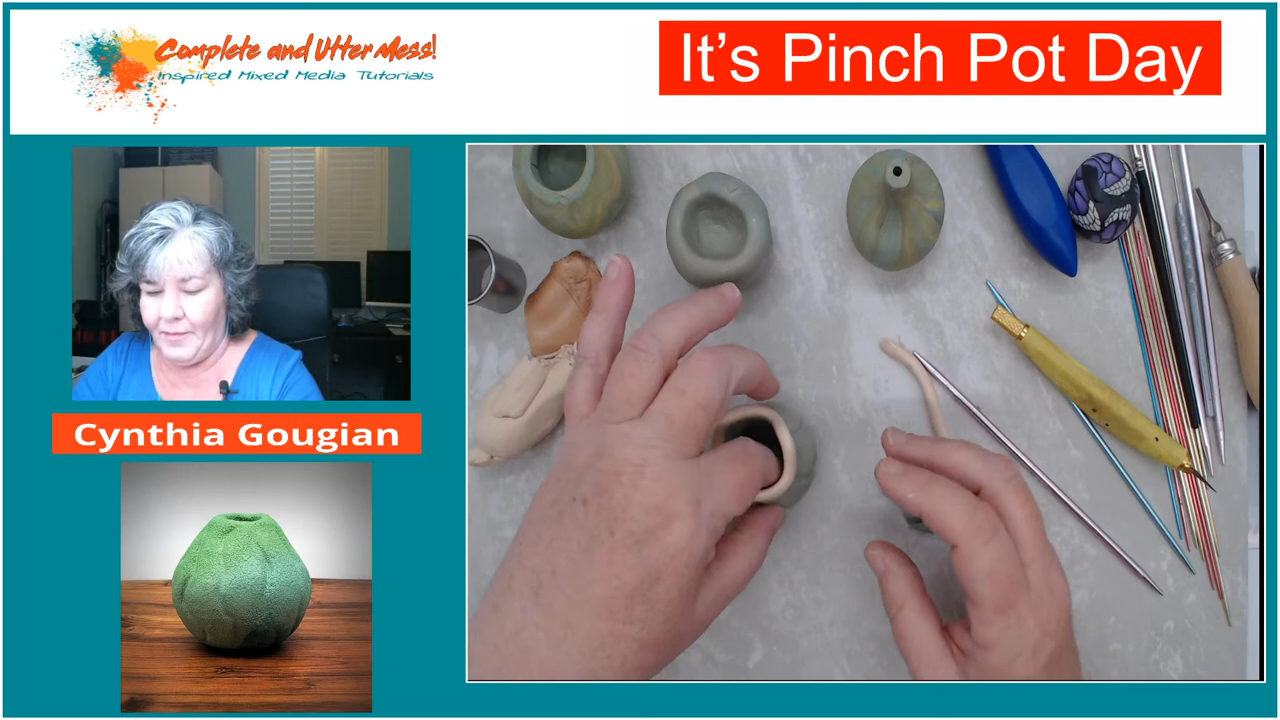 Complete and Utter Mess!
Inspired Mixed Media Tutorials
It's Pinch Pot Day
Cynthia Gougian